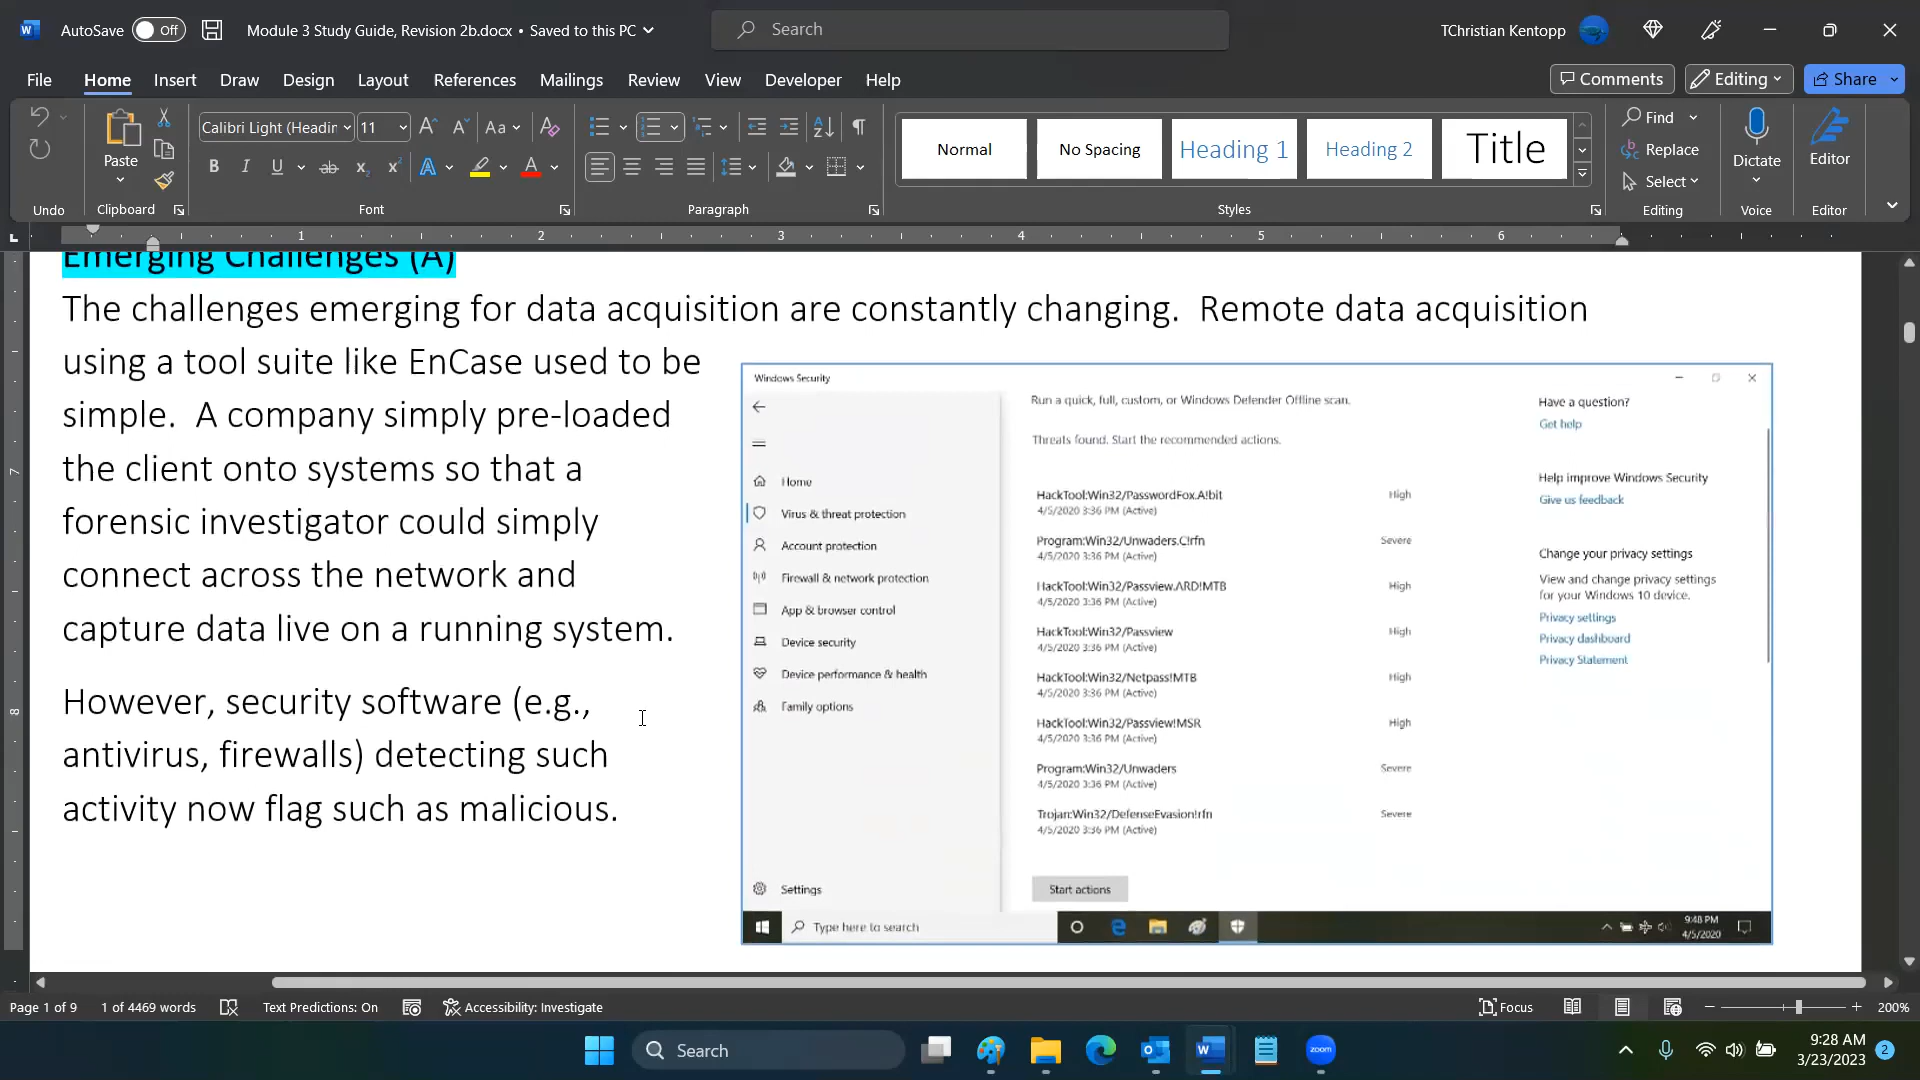 AutoSave Off Module 3 Study Guide, Revision 2b.docx • Saved to this PC Search TChristian Kentopp
File Home Insert Draw Design Layout References Mailings Review View Developer Help Comments Editing Share
Calibri Light (Headin 11 Aa
Paste
Normal No Spacing Heading 1 Heading 2 Title
Find
Replace
Select
Dictate
Editor
Undo Clipboard Font Paragraph Styles Editing Voice Editor
1 2 3 4 5 6
Emerging Challenges (A)
The challenges emerging for data acquisition are constantly changing. Remote data acquisition
using a tool suite like EnCase used to be
simple. A company simply pre-loaded
the client onto systems so that a
forensic investigator could simply
connect across the network and
capture data live on a running system.
However, security software (e.g.,
antivirus, firewalls) detecting such
activity now flag such as malicious.
7
8
Windows Security
Home
Virus & threat protection
Account protection
Firewall & network protection
App & browser control
Device security
Device performance & health
Family options
Settings
Run a quick, full, custom, or Windows Defender Offline scan.
Threats found. Start the recommended actions.
HackTool:Win32/PasswordFox.A!bit High
4/5/2020 3:36 PM (Active)
Program:Win32/Unwaders.C!rfn Severe
4/5/2020 3:36 PM (Active)
HackTool:Win32/Passview.ARD!MTB High
4/5/2020 3:36 PM (Active)
HackTool:Win32/Passview High
4/5/2020 3:36 PM (Active)
HackTool:Win32/Netpass!MTB High
4/5/2020 3:36 PM (Active)
HackTool:Win32/Passview!MSR High
4/5/2020 3:36 PM (Active)
Program:Win32/Unwaders Severe
4/5/2020 3:36 PM (Active)
Trojan:Win32/DefenseEvasion!rfn Severe
4/5/2020 3:36 PM (Active)
Start actions
Have a question?
Get help
Help improve Windows Security
Give us feedback
Change your privacy settings
View and change privacy settings
for your Windows 10 device.
Privacy settings
Privacy dashboard
Privacy Statement
Type here to search
9:48 PM
4/5/2020
Page 1 of 9 1 of 4469 words Text Predictions: On Accessibility: Investigate Focus 200%
Search
zoom
9:28 AM
3/23/2023
2